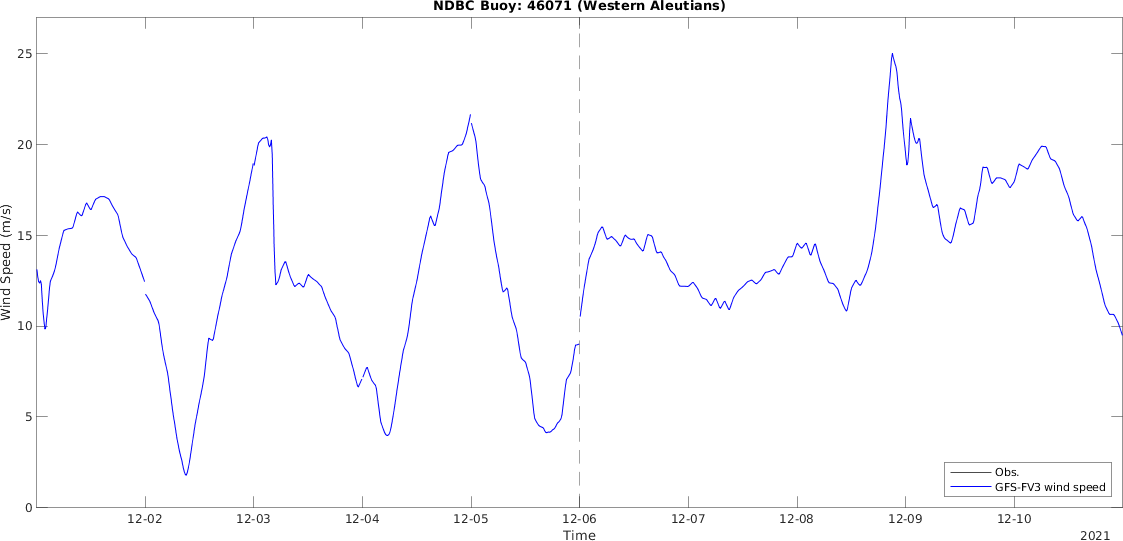 NDBC Buoy: 46071 (Western Aleutians)
25
20
15
10
5
0
Wind Speed (m/s)
12-02 12-03 12-04 12-05 12-06 12-07 12-08 12-09 12-10
Time
2021
Obs.
GFS-FV3 wind speed